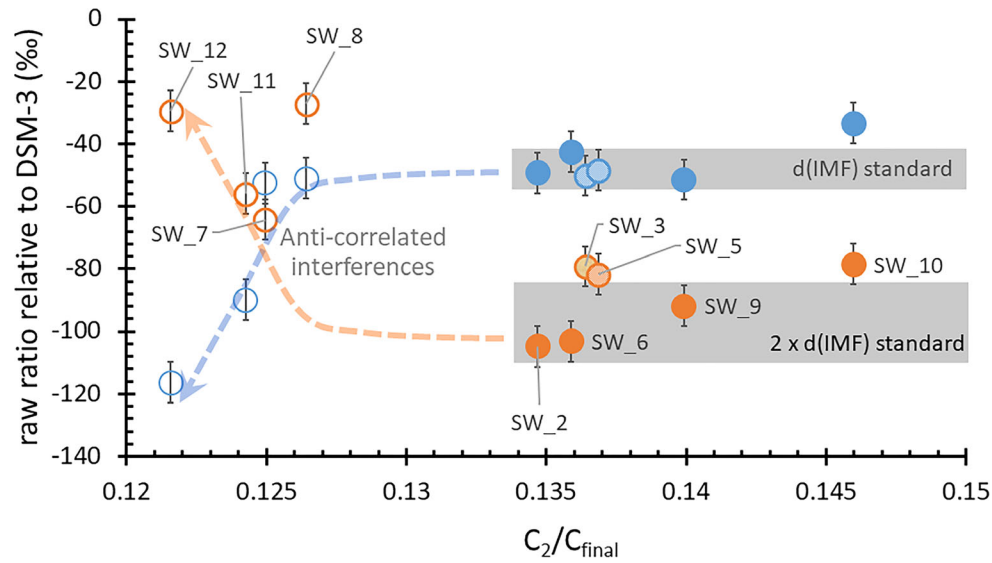 raw ratio relative to DSM-3 (‰)
0
-20
-40
-60
-80
-100
-120
-140
SW_12
SW_11
SW_8
SW_7
Anti-correlated
interferences
d(IMF) standard
SW_3
SW_5
SW_10
SW_9
SW_6
2 x d(IMF) standard
SW_2
0.12
0.125
0.13
0.135
0.14
0.145
0.15
C₂/C_final